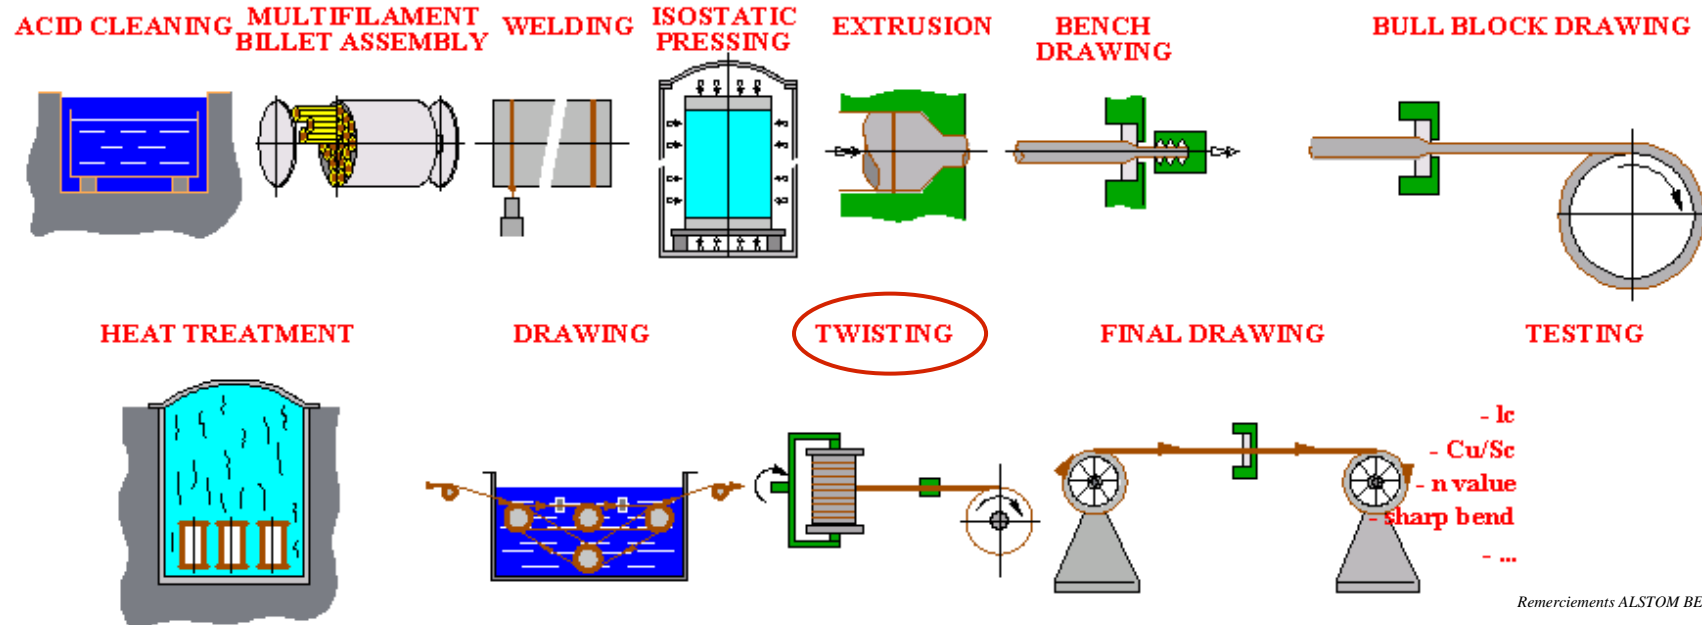 ACID CLEANING
MULTIFILAMENT
BILLET ASSEMBLY
WELDING
ISOSTATIC
PRESSING
EXTRUSION
BENCH
DRAWING
BULL BLOCK DRAWING
HEAT TREATMENT
DRAWING
TWISTING
FINAL DRAWING
TESTING
- Ic
- Cu/Sc
- n value
- sharp bend
- ...
Remerciements ALSTOM BE